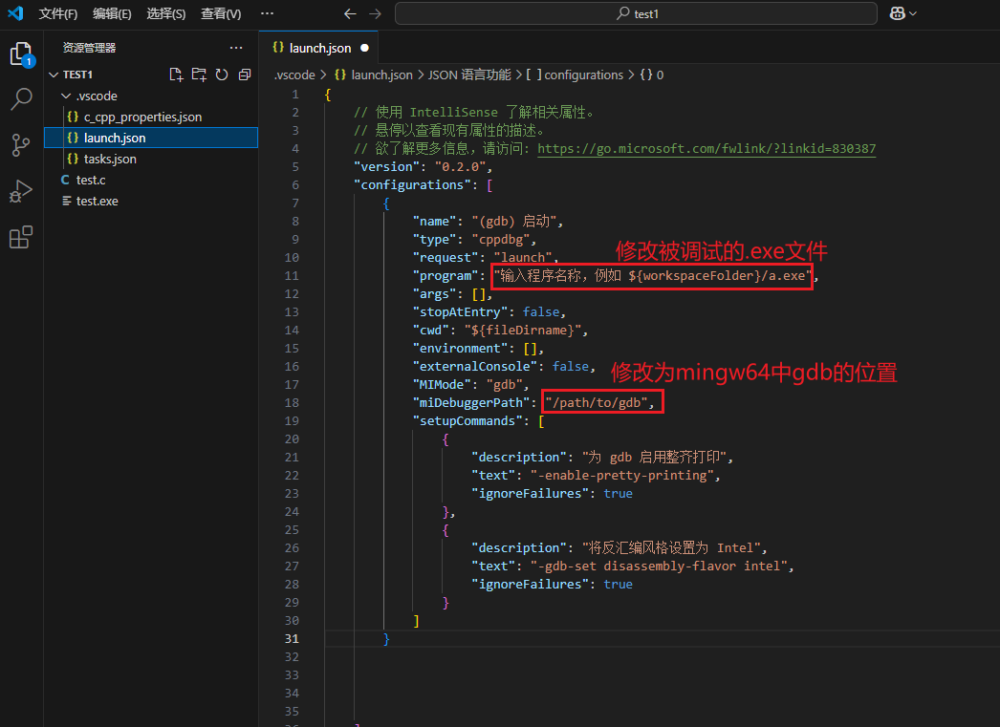 文件(F) 编辑(E) 选择(S) 查看(V) ··· test1
资源管理器 ···
TEST1
.vscode
{} c_cpp_properties.json
{} launch.json
{} tasks.json
C test.c
test.exe
1
{} launch.json ●
.vscode > {} launch.json > JSON 语言功能 > [ ] configurations > {} 0
1 {
2 // 使用 IntelliSense 了解相关属性。
3 // 悬停以查看现有属性的描述。
4 // 欲了解更多信息，请访问: https://go.microsoft.com/fwlink/?linkid=830387
5 "version": "0.2.0",
6 "configurations": [
7 {
8 "name": "(gdb) 启动",
9 "type": "cppdbg",
修改被调试的.exe文件
10 "request": "launch",
11 "program": "输入程序名称，例如 ${workspaceFolder}/a.exe",
12 "args": [],
13 "stopAtEntry": false,
14 "cwd": "${fileDirname}",
15 "environment": [],
16 "externalConsole": false,
修改为mingw64中gdb的位置
17 "MIMode": "gdb",
18 "miDebuggerPath": "/path/to/gdb",
19 "setupCommands": [
20 {
21 "description": "为 gdb 启用整齐打印",
22 "text": "-enable-pretty-printing",
23 "ignoreFailures": true
24 },
25 {
26 "description": "将反汇编风格设置为 Intel",
27 "text": "-gdb-set disassembly-flavor intel",
28 "ignoreFailures": true
29 }
30 ]
31 }
32
33
34
35